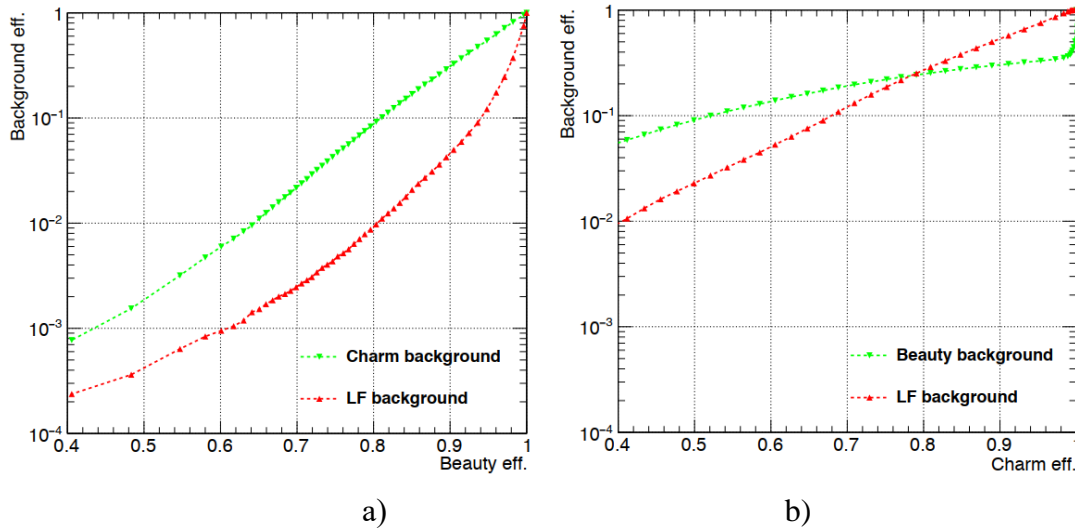 Background eff.
1
10⁻¹
10⁻²
10⁻³
10⁻⁴
Charm background
LF background
0.4 0.5 0.6 0.7 0.8 0.9 1
Beauty eff.
a)
Background eff.
1
10⁻¹
10⁻²
10⁻³
10⁻⁴
Beauty background
LF background
0.4 0.5 0.6 0.7 0.8 0.9
Charm eff.
b)